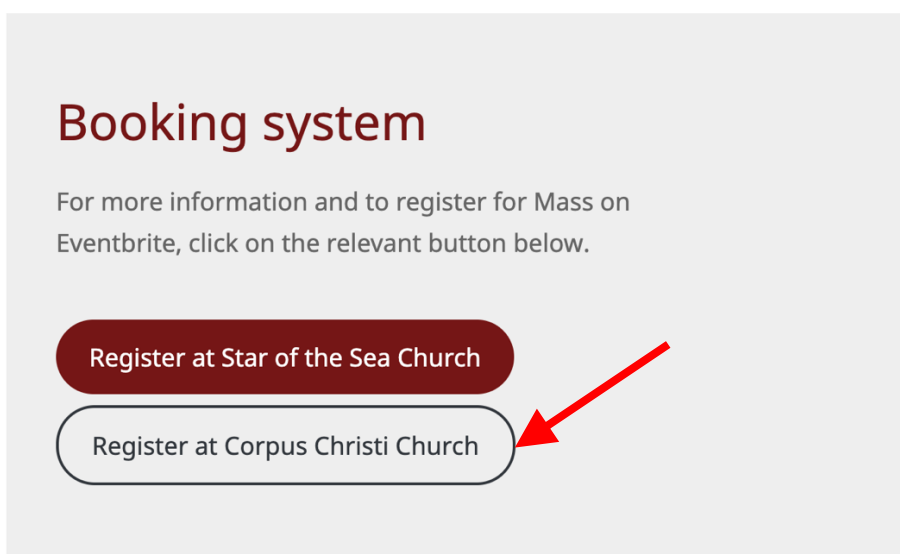 Booking system
For more information and to register for Mass on
Eventbrite, click on the relevant button below.
Register at Star of the Sea Church
Register at Corpus Christi Church